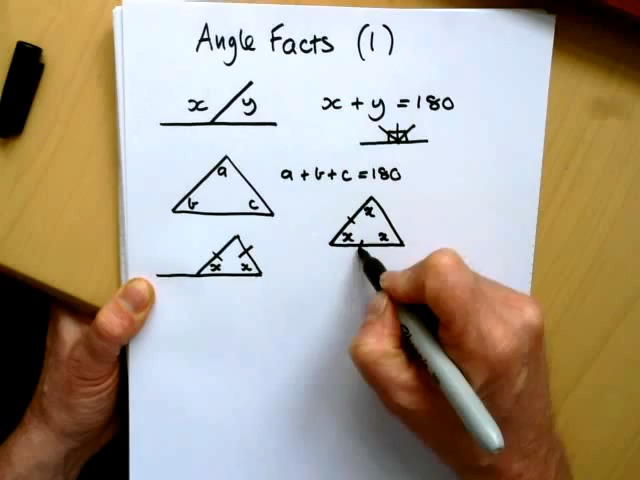 Angle Facts (1)
x y x + y = 180
a b c a + b + c = 180
x x x x x